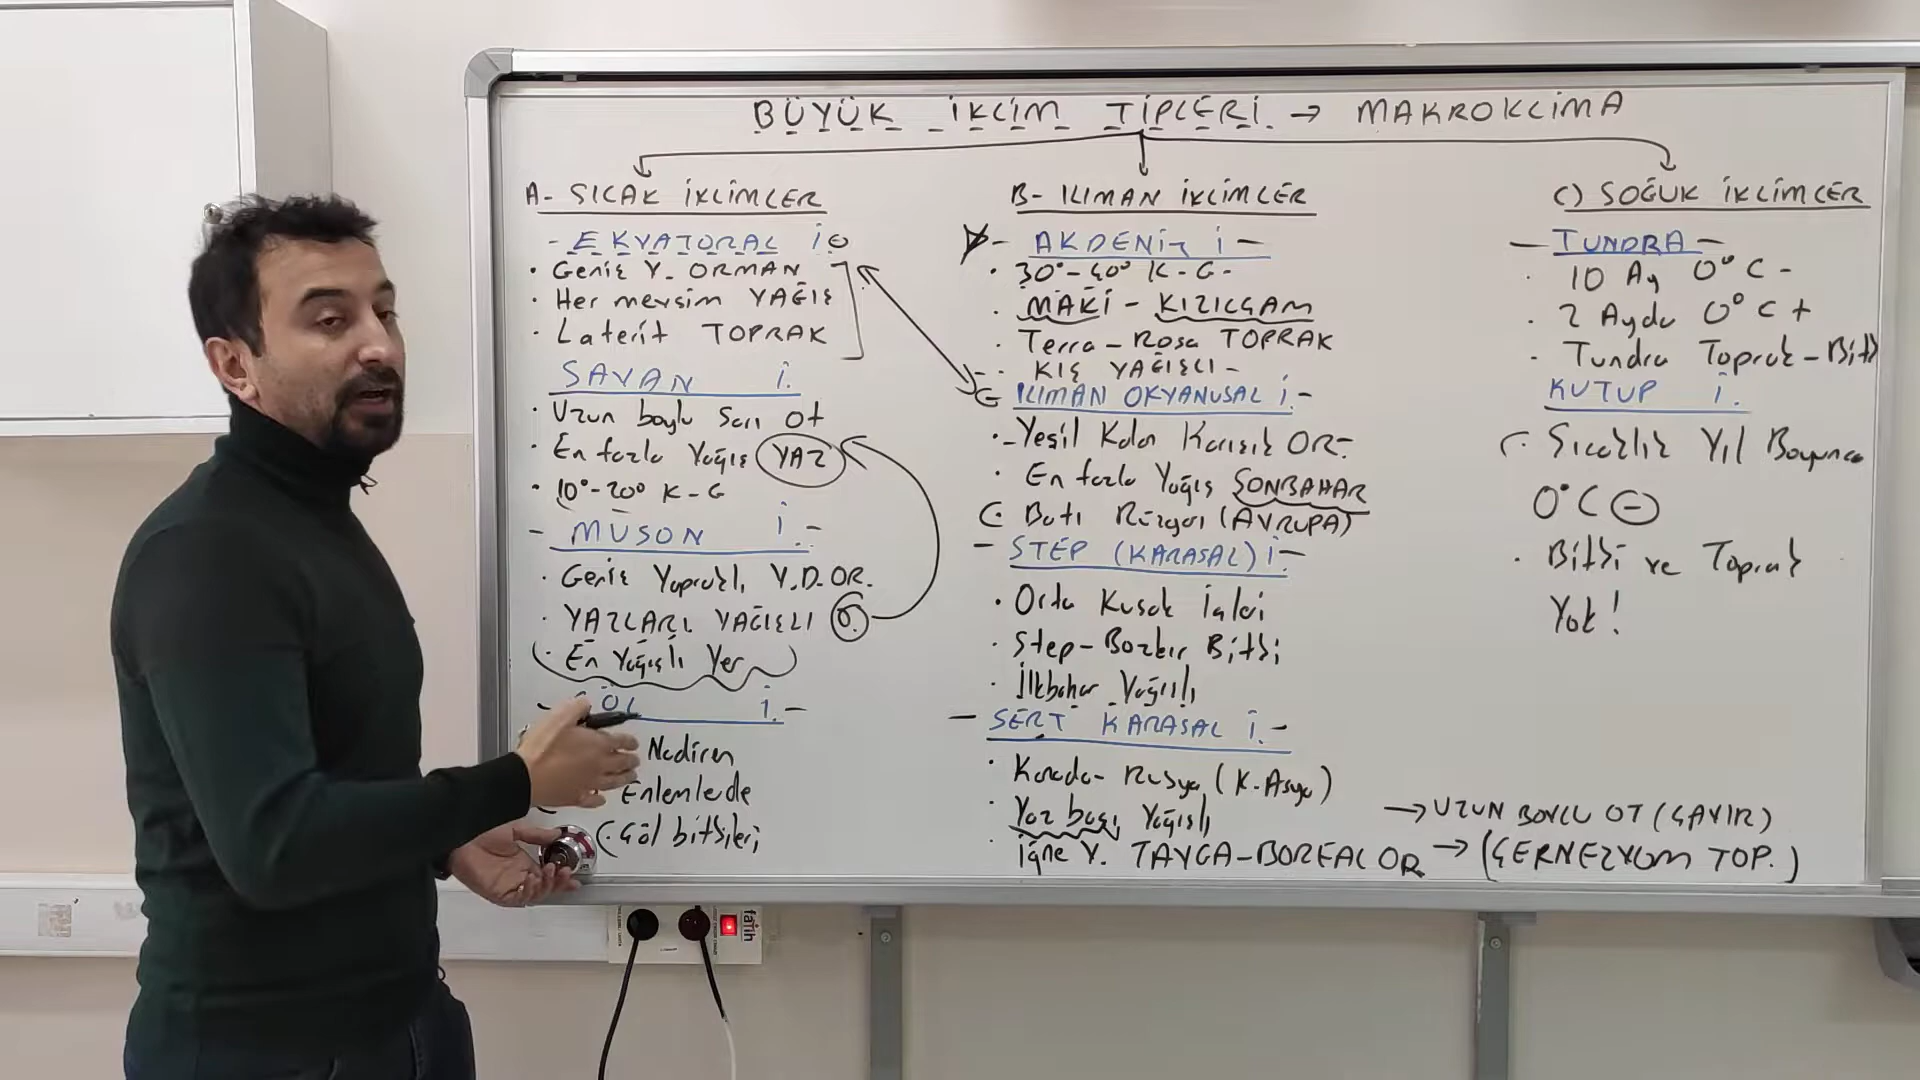 BÜYÜK İKLİM TİPLERİ → MAKROKLİMA
A- SICAK İKLİMLER
- EKVATORAL İ
• Geniş Y. ORMAN
• Her mevsim YAĞIŞ
• Laterit TOPRAK
SAVAN İ.
• Uzun boylu Sarı Ot
• En fazla Yağış YAZ
• 10°-20° K-G
- MUSON İ.-
• Geniş Yapraklı Y.D.OR.
• YAZLARI YAĞIŞLI
• En Yağışlı Yer
- ÇÖL İ.-
Nadiren
Enlemlerde
Çöl bitkileri
B- ILIMAN İKLİMLER
- AKDENİZ İ-
• 30°-40° K-G-
• MAKİ - KIZILÇAM
• Terra-Rosa TOPRAK
- KIŞ YAĞIŞLI -
ILIMAN OKYANUSAL İ.-
• Yeşil Kalan Karışık OR-
• En fazla Yağış SONBAHAR
Batı Rüzgarı (AVRUPA)
- STEP (KARASAL) İ-
• Orta Kuşak İçleri
• Step-Bozkır Bitki
• İlkbahar Yağışlı
- SERT KARASAL İ.-
• Kanada- Rusya (K-Asya)
• Yaz başı Yağışlı → UZUN BOYLU OT (ÇAYIR)
• İğne Y. TAYGA-BOREAL OR → (ÇERNEZYOM TOP.)
C) SOĞUK İKLİMLER
- TUNDRA -
• 10 Ay 0°C -
• 2 Ayda 0°C +
• Tundra Toprak-Bitki
KUTUP İ.
• Sıcaklık Yıl Boyunca
0°C -
• Bitki ve Toprak
Yok!
fatih